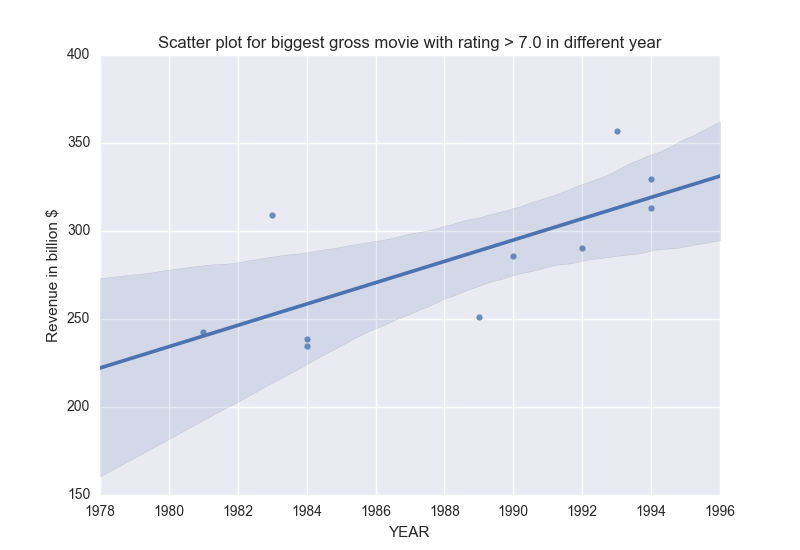 Scatter plot for biggest gross movie with rating > 7.0 in different year
400
350
300
250
200
150
Revenue in billion $
1978 1980 1982 1984 1986 1988 1990 1992 1994 1996
YEAR